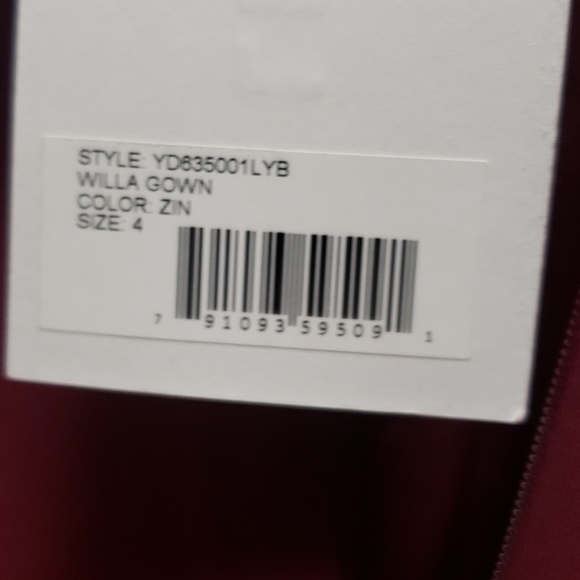 STYLE: YD635001LYB
WILLA GOWN
COLOR: ZIN
SIZE: 4
7 91093 59509 1